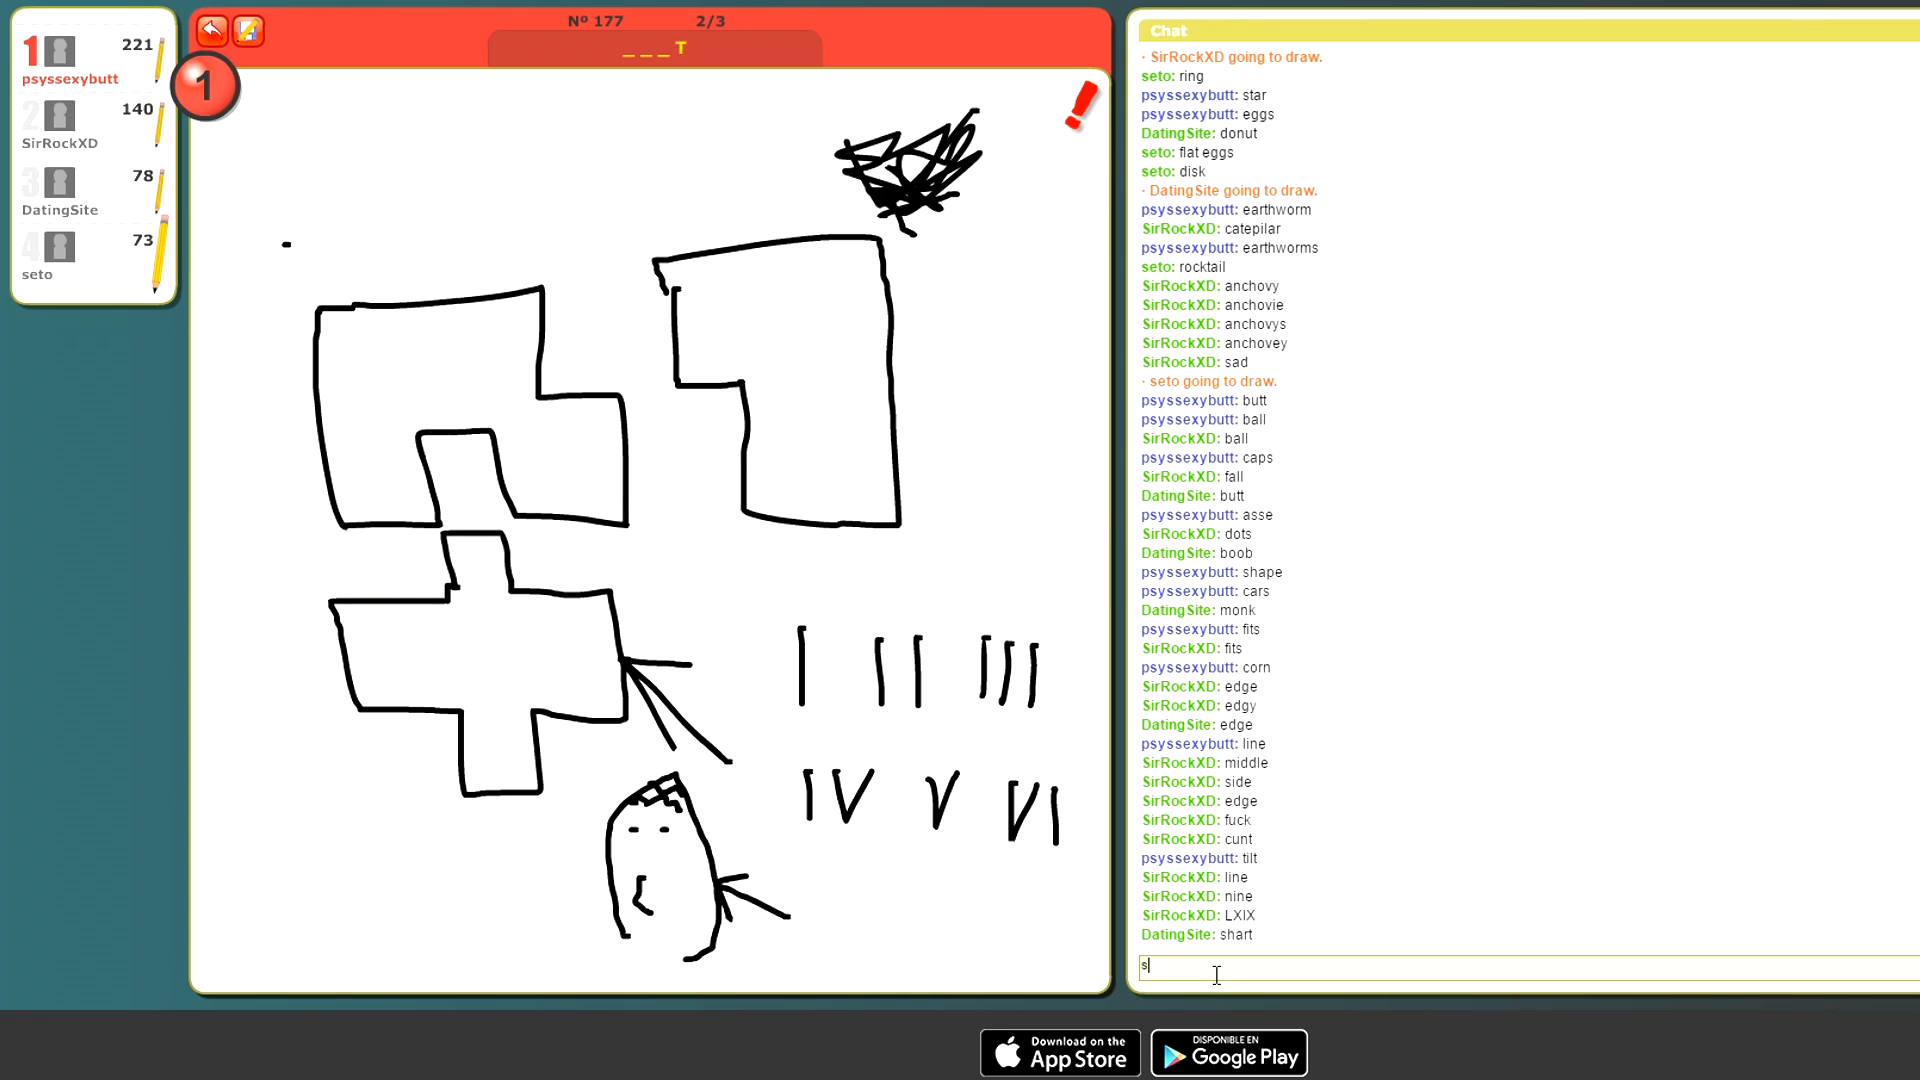 1 221
psyssexybutt
2 140
SirRockXD
3 78
DatingSite
4 73
seto
1
Nº 177 2/3
_ _ _ T
!
I II III
IV V VI
Chat
· SirRockXD going to draw.
seto: ring
psyssexybutt: star
psyssexybutt: eggs
DatingSite: donut
seto: flat eggs
seto: disk
· DatingSite going to draw.
psyssexybutt: earthworm
SirRockXD: catepilar
psyssexybutt: earthworms
seto: rocktail
SirRockXD: anchovy
SirRockXD: anchovie
SirRockXD: anchovys
SirRockXD: anchovey
SirRockXD: sad
· seto going to draw.
psyssexybutt: butt
psyssexybutt: ball
SirRockXD: ball
psyssexybutt: caps
SirRockXD: fall
DatingSite: butt
psyssexybutt: asse
SirRockXD: dots
DatingSite: boob
psyssexybutt: shape
psyssexybutt: cars
DatingSite: monk
psyssexybutt: fits
SirRockXD: fits
psyssexybutt: corn
SirRockXD: edge
SirRockXD: edgy
DatingSite: edge
psyssexybutt: line
SirRockXD: middle
SirRockXD: side
SirRockXD: edge
SirRockXD: fuck
SirRockXD: cunt
psyssexybutt: tilt
SirRockXD: line
SirRockXD: nine
SirRockXD: LXIX
DatingSite: shart
s
Download on the
App Store
DISPONIBLE EN
Google Play